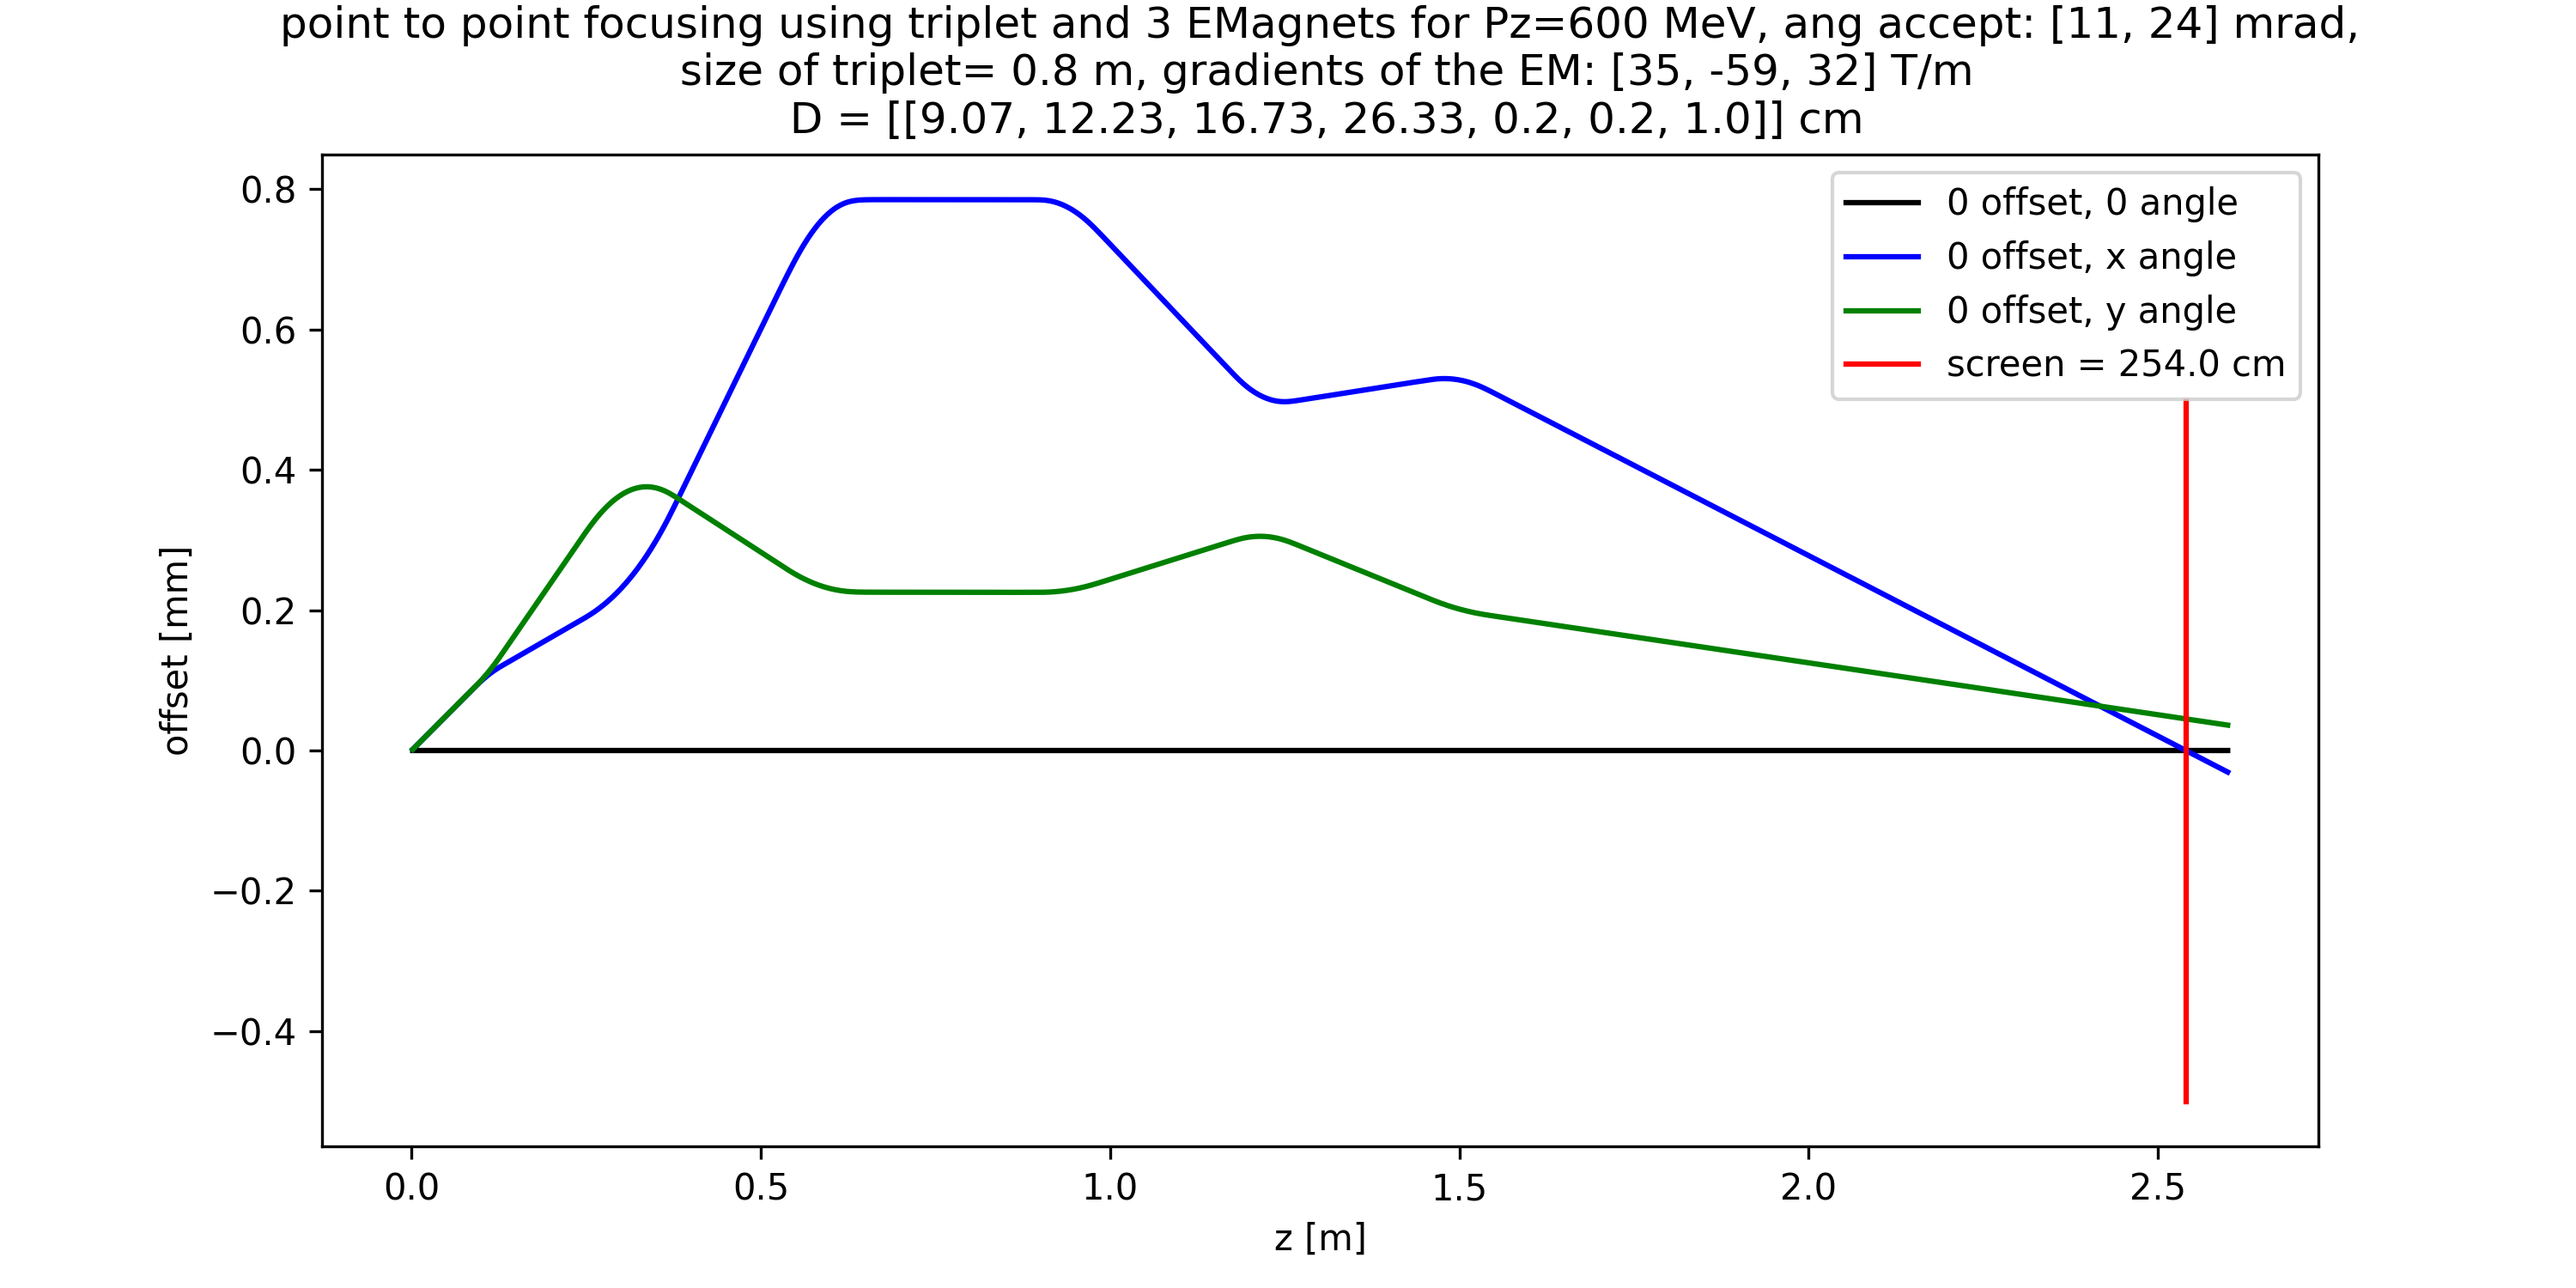 point to point focusing using triplet and 3 EMagnets for Pz=600 MeV, ang accept: [11, 24] mrad,
size of triplet= 0.8 m, gradients of the EM: [35, -59, 32] T/m
D = [[9.07, 12.23, 16.73, 26.33, 0.2, 0.2, 1.0]] cm
0 offset, 0 angle
0 offset, x angle
0 offset, y angle
screen = 254.0 cm
offset [mm]
0.8
0.6
0.4
0.2
0.0
−0.2
−0.4
0.0
0.5
1.0
1.5
2.0
2.5
z [m]